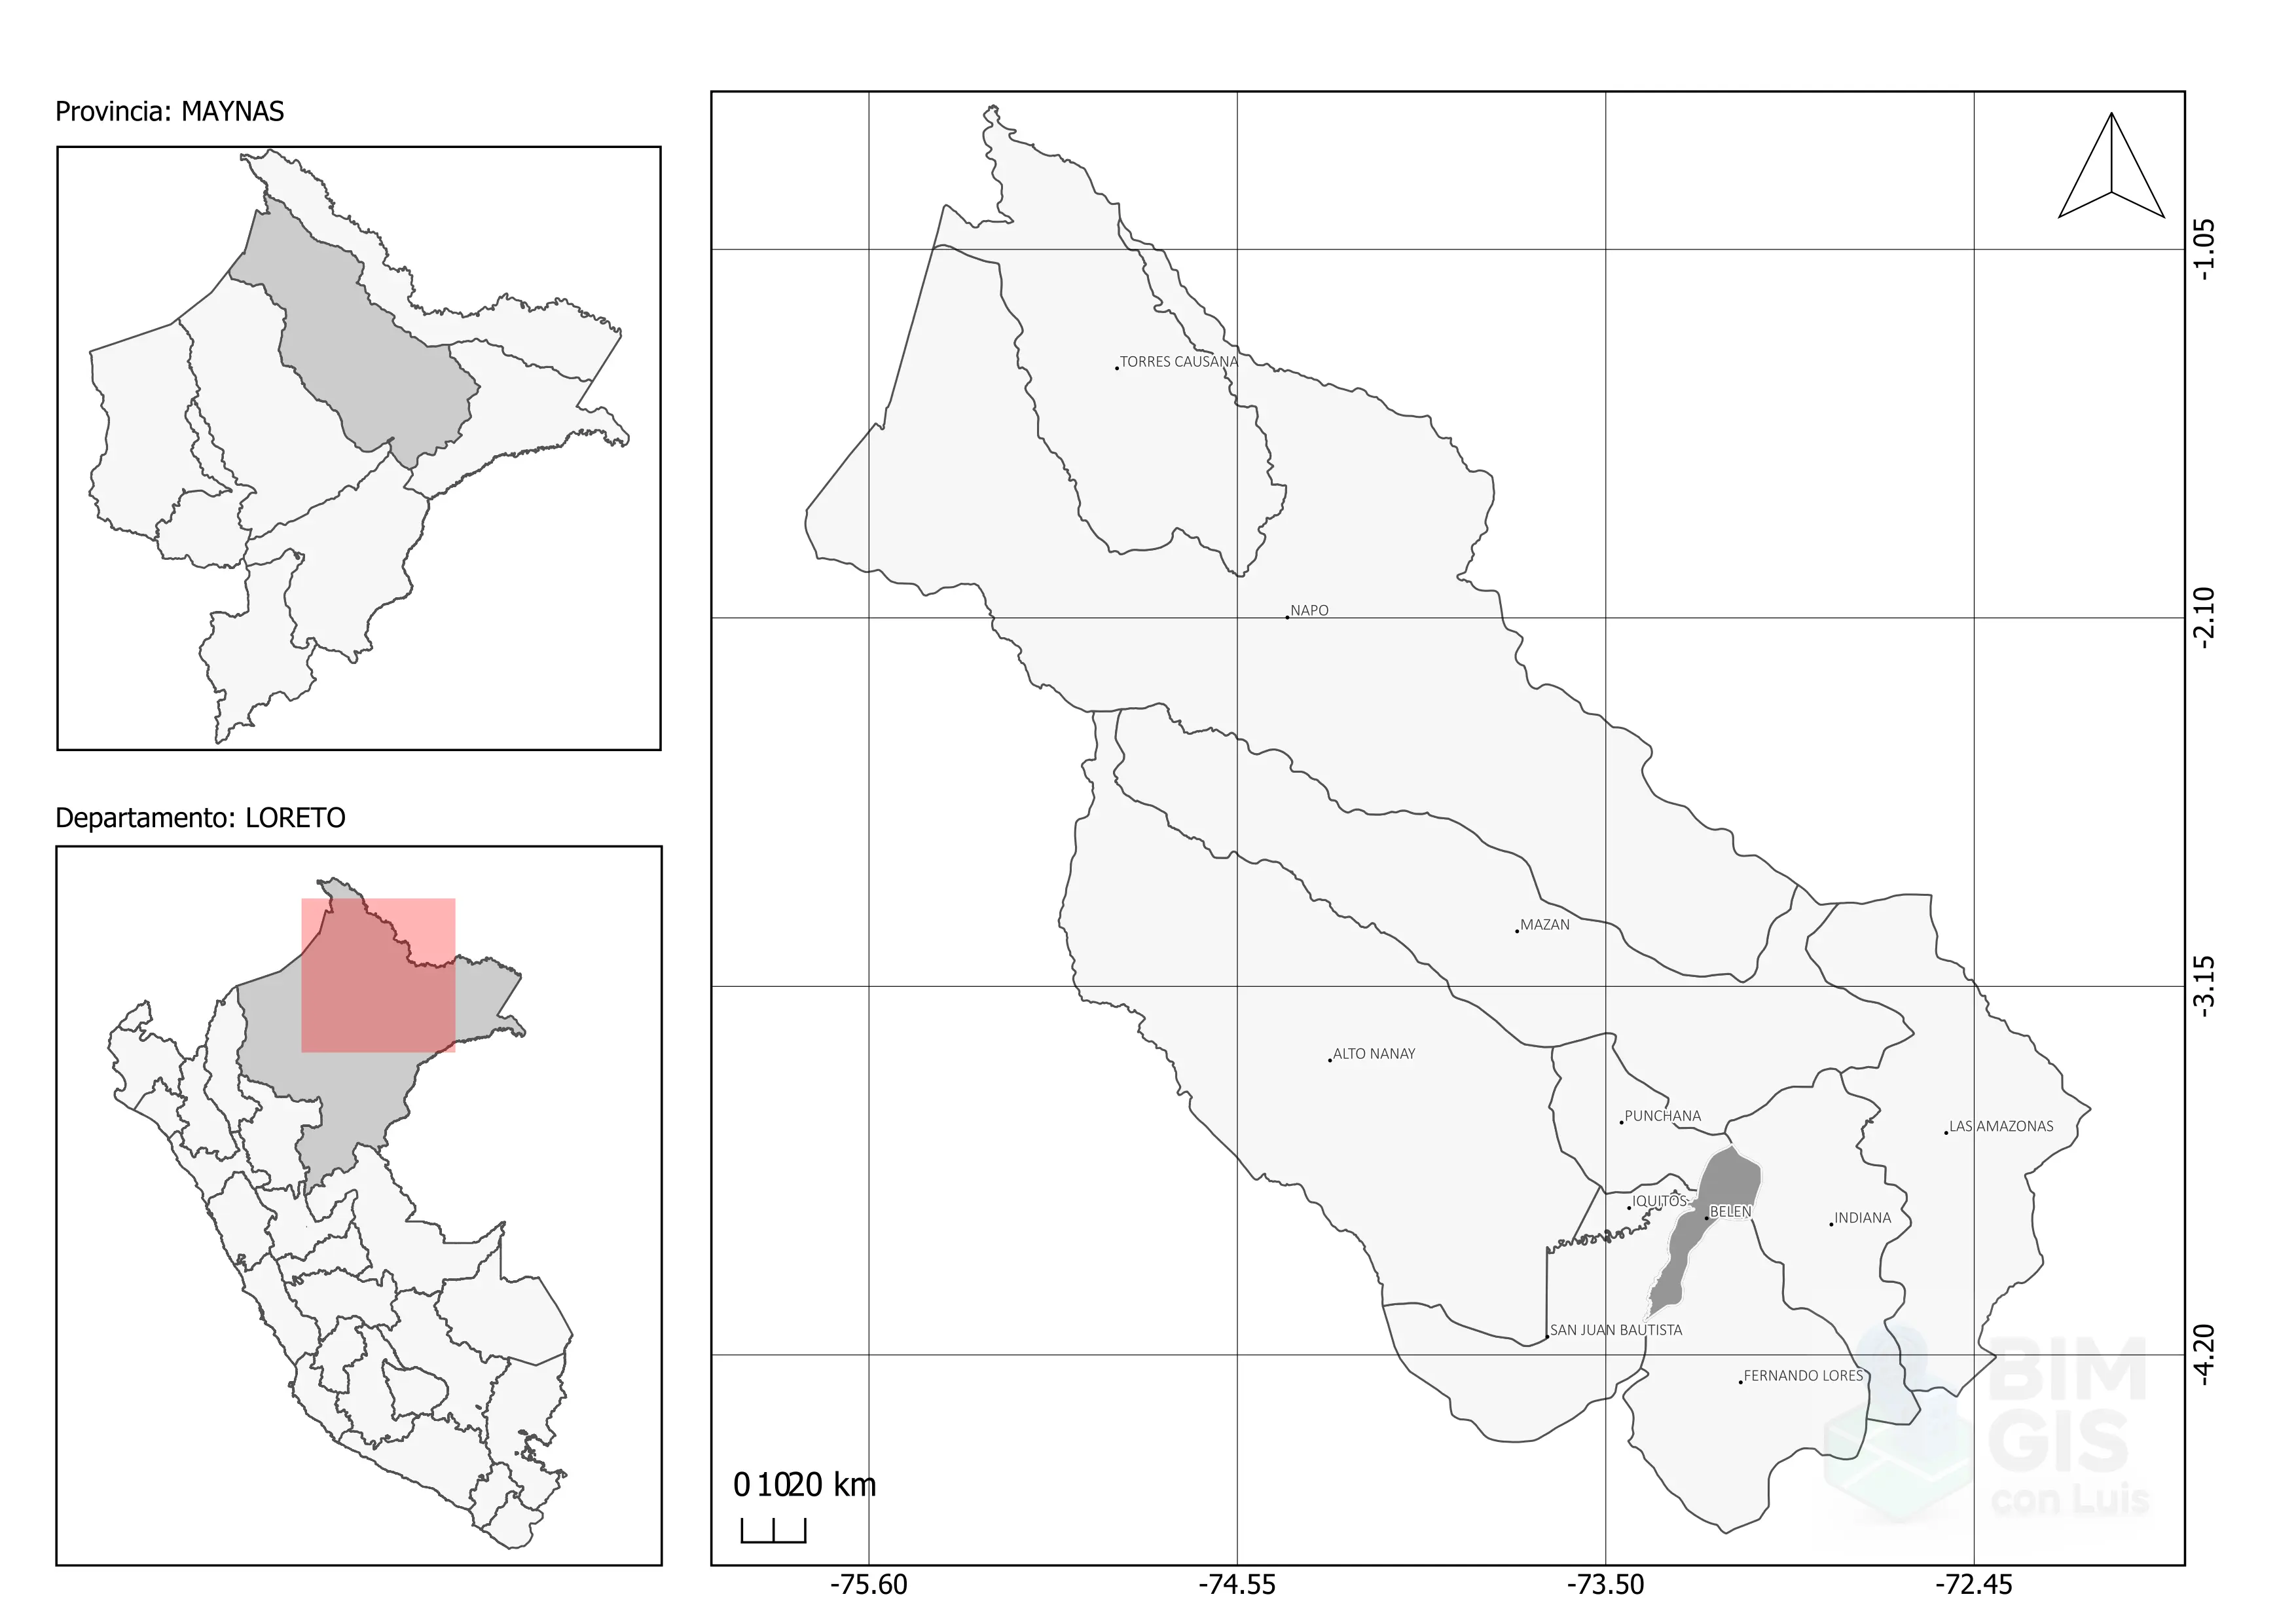 Provincia: MAYNAS
Departamento: LORETO
TORRES CAUSANA
NAPO
MAZAN
ALTO NANAY
PUNCHANA
LAS AMAZONAS
IQUITOS
BELEN
INDIANA
SAN JUAN BAUTISTA
FERNANDO LORES
-1.05
-2.10
-3.15
-4.20
0 10 20 km
-75.60 -74.55 -73.50 -72.45
BIM
GIS
con Luis